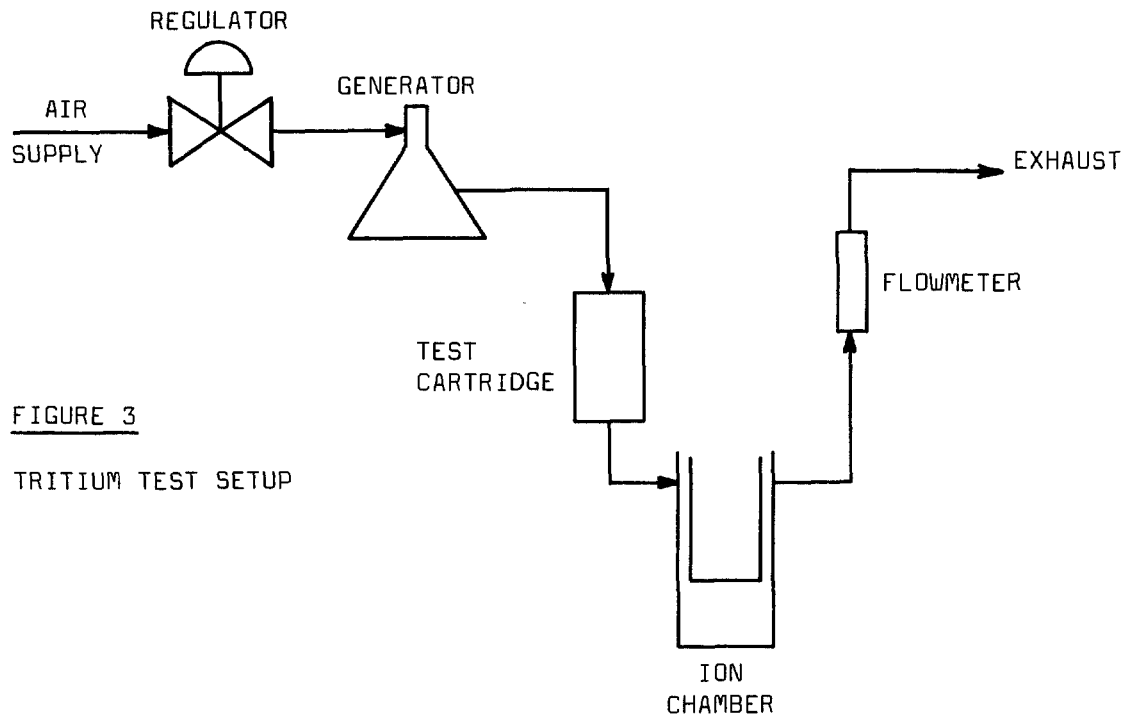 REGULATOR
GENERATOR
AIR
SUPPLY
EXHAUST
FLOWMETER
TEST
CARTRIDGE
FIGURE 3
TRITIUM TEST SETUP
ION
CHAMBER